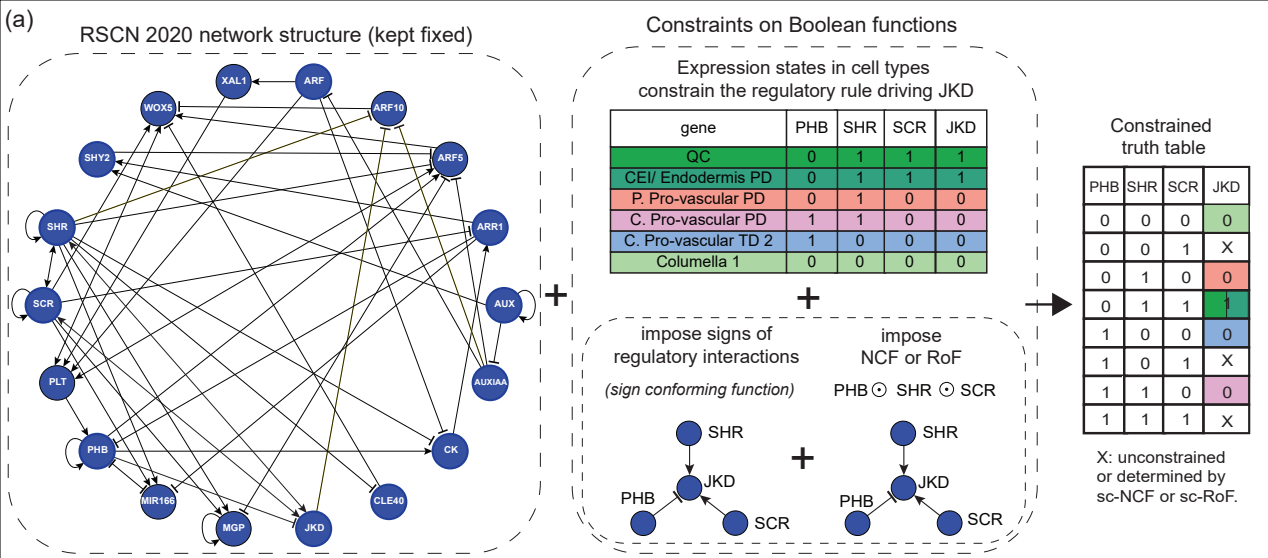 (a)
RSCN 2020 network structure (kept fixed)
XAL1
ARF
WOX5
ARF10
SHY2
ARF5
SHR
ARR1
SCR
AUX
PLT
AUXIAA
PHB
CK
MIR166
CLE40
MGP
JKD
+
Constraints on Boolean functions
Expression states in cell types
constrain the regulatory rule driving JKD
gene PHB SHR SCR JKD
QC 0 1 1 1
CEI/ Endodermis PD 0 1 1 1
P. Pro-vascular PD 0 1 0 0
C. Pro-vascular PD 1 1 0 0
C. Pro-vascular TD 2 1 0 0 0
Columella 1 0 0 0 0
+
impose signs of
regulatory interactions
(sign conforming function)
SHR
JKD
PHB
SCR
+
impose
NCF or RoF
PHB ⊙ SHR ⊙ SCR
SHR
JKD
PHB
SCR
Constrained
truth table
PHB SHR SCR JKD
0 0 0 0
0 0 1 X
0 1 0 0
0 1 1 1
1 0 0 0
1 0 1 X
1 1 0 0
1 1 1 X
X: unconstrained
or determined by
sc-NCF or sc-RoF.